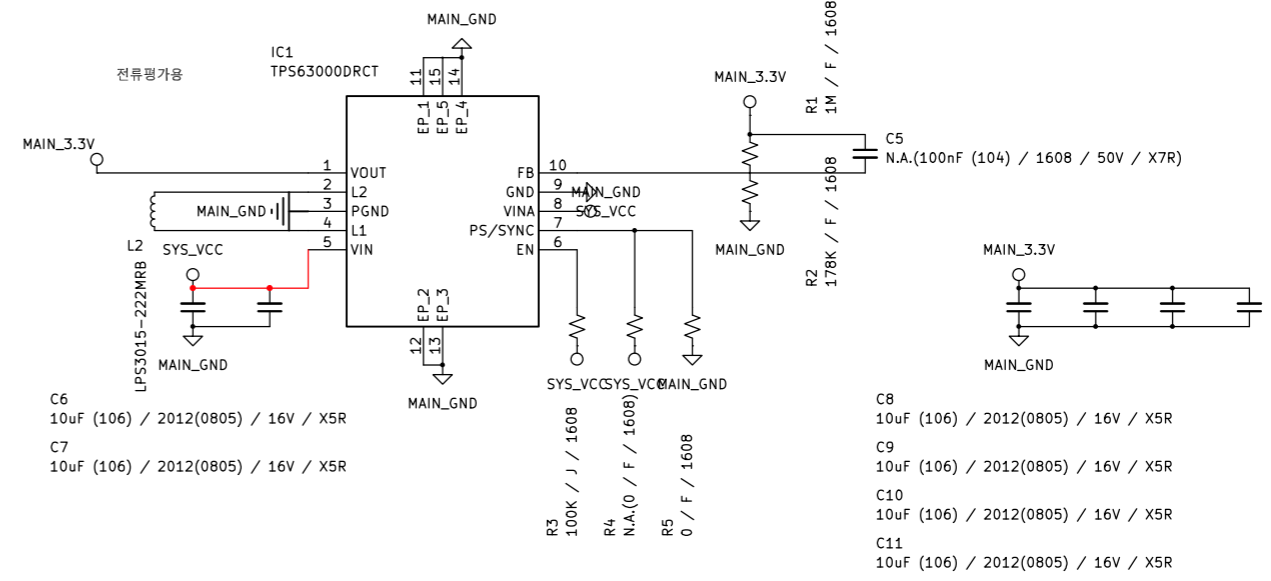 MAIN_GND
IC1
TPS63000DRCT
전류평가용
11
15
14
EP_1
EP_5
EP_4
MAIN_3.3V
1
VOUT
2
L2
MAIN_GND
3
PGND
4
L1
5
VIN
10
FB
9
GND
MAIN_GND
8
VINA
SYS_VCC
7
PS/SYNC
6
EN
L2
LPS3015-222MRB
SYS_VCC
MAIN_GND
EP_2
EP_3
12
13
MAIN_GND
MAIN_3.3V
R1
1M / F / 1608
R2
178K / F / 1608
MAIN_GND
C5
N.A.(100nF (104) / 1608 / 50V / X7R)
SYS_VCC
SYS_VCC
MAIN_GND
R3
100K / J / 1608
R4
N.A.(0 / F / 1608)
R5
0 / F / 1608
MAIN_3.3V
MAIN_GND
C6
10uF (106) / 2012(0805) / 16V / X5R
C7
10uF (106) / 2012(0805) / 16V / X5R
C8
10uF (106) / 2012(0805) / 16V / X5R
C9
10uF (106) / 2012(0805) / 16V / X5R
C10
10uF (106) / 2012(0805) / 16V / X5R
C11
10uF (106) / 2012(0805) / 16V / X5R